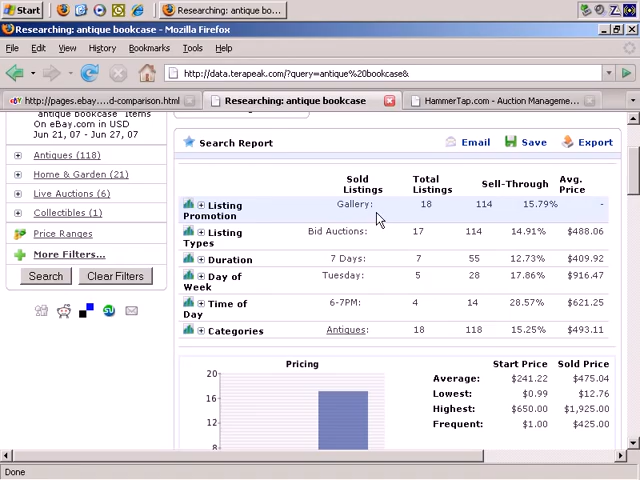 Start
Researching: antique b...
Researching: antique bookcase - Mozilla Firefox
File Edit View History Bookmarks Tools Help
http://data.terapeak.com/?query=antique%20bookcase&
http://pages.ebay....d-comparison.html
Researching: antique bookcase
HammerTap.com - Auction Manageme...
"antique bookcase" Items
On eBay.com in USD
Jun 21, 07 - Jun 27, 07
Antiques (118)
Home & Garden (21)
Live Auctions (6)
Collectibles (1)
Price Ranges
More Filters...
Search Clear Filters
Search Report
Email Save Export
Sold Listings Total Listings Sell-Through Avg. Price
Listing Promotion Gallery: 18 114 15.79% -
Listing Types Bid Auctions: 17 114 14.91% $488.06
Duration 7 Days: 7 55 12.73% $409.92
Day of Week Tuesday: 5 28 17.86% $916.47
Time of Day 6-7PM: 4 14 28.57% $621.25
Categories Antiques: 18 118 15.25% $493.11
Pricing
20
16
12
8
Start Price Sold Price
Average: $241.22 $475.04
Lowest: $0.99 $12.76
Highest: $650.00 $1,925.00
Frequent: $1.00 $425.00
Done